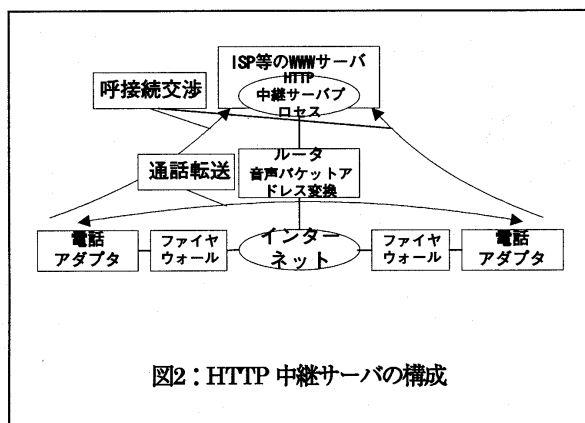 ISP等のWWWサーバ
HTTP
中継サーバプ
ロセス
呼接続交渉
ルータ
音声パケットア
ドレス変換
通話転送
電話
アダプタ
ファイヤ
ウォール
インター
ネット
ファイヤ
ウォール
電話
アダプタ
図2：HTTP 中継サーバの構成